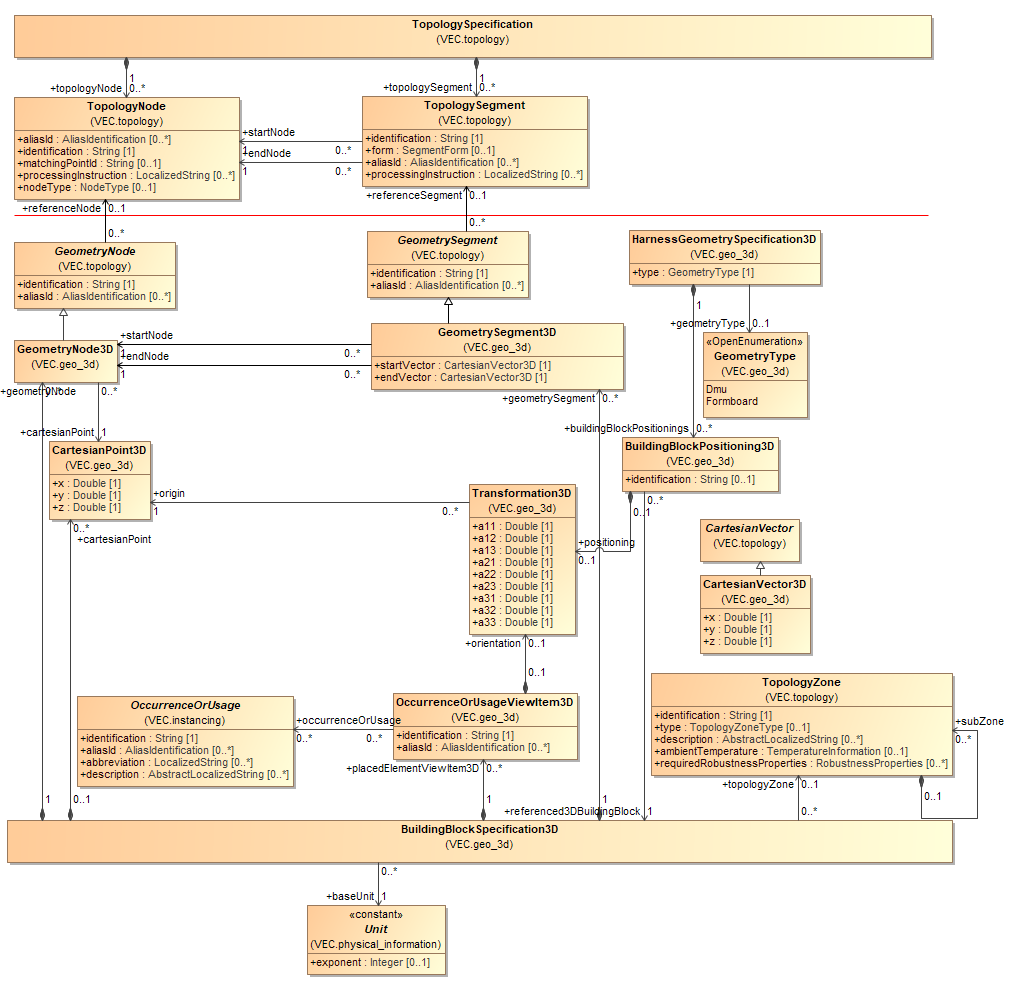 TopologySpecification
(VEC.topology)
1
+topologyNode 0..*
1
+topologySegment 0..*
TopologyNode
(VEC.topology)
+aliasId : AliasIdentification [0..*]
+identification : String [1]
+matchingPointId : String [0..1]
+processingInstruction : LocalizedString [0..*]
+nodeType : NodeType [0..1]
TopologySegment
(VEC.topology)
+identification : String [1]
+form : SegmentForm [0..1]
+aliasId : AliasIdentification [0..*]
+processingInstruction : LocalizedString [0..*]
+startNode
1
0..*
+endNode
1
0..*
+referenceNode 0..1
0..*
+referenceSegment 0..1
0..*
GeometryNode
(VEC.topology)
+identification : String [1]
+aliasId : AliasIdentification [0..*]
GeometrySegment
(VEC.topology)
+identification : String [1]
+aliasId : AliasIdentification [0..*]
HarnessGeometrySpecification3D
(VEC.geo_3d)
+type : GeometryType [1]
1
+geometryType 0..1
«OpenEnumeration»
GeometryType
(VEC.geo_3d)
Dmu
Formboard
GeometryNode3D
(VEC.geo_3d)
+startNode
1
0..*
+endNode
1
0..*
GeometrySegment3D
(VEC.geo_3d)
+startVector : CartesianVector3D [1]
+endVector : CartesianVector3D [1]
+geometryNode
0..*
0..*
+geometrySegment 0..*
+cartesianPoint 1
+buildingBlockPositionings 0..*
CartesianPoint3D
(VEC.geo_3d)
+x : Double [1]
+y : Double [1]
+z : Double [1]
BuildingBlockPositioning3D
(VEC.geo_3d)
+identification : String [0..1]
0..*
0..1
+origin
1
0..*
0..*
+cartesianPoint
Transformation3D
(VEC.geo_3d)
+a11 : Double [1]
+a12 : Double [1]
+a13 : Double [1]
+a21 : Double [1]
+a22 : Double [1]
+a23 : Double [1]
+a31 : Double [1]
+a32 : Double [1]
+a33 : Double [1]
+positioning
0..1
CartesianVector
(VEC.topology)
CartesianVector3D
(VEC.geo_3d)
+x : Double [1]
+y : Double [1]
+z : Double [1]
+orientation 0..1
0..1
OccurrenceOrUsage
(VEC.instancing)
+identification : String [1]
+aliasId : AliasIdentification [0..*]
+abbreviation : LocalizedString [0..*]
+description : AbstractLocalizedString [0..*]
+occurrenceOrUsage
0..*
0..*
OccurrenceOrUsageViewItem3D
(VEC.geo_3d)
+identification : String [1]
+aliasId : AliasIdentification [0..*]
+placedElementViewItem3D 0..*
TopologyZone
(VEC.topology)
+identification : String [1]
+type : TopologyZoneType [0..1]
+description : AbstractLocalizedString [0..*]
+ambientTemperature : TemperatureInformation [0..1]
+requiredRobustnessProperties : RobustnessProperties [0..*]
+subZone
0..*
0..1
+topologyZone 0..1
0..*
1
0..1
1
1
+referenced3DBuildingBlock 1
BuildingBlockSpecification3D
(VEC.geo_3d)
0..*
+baseUnit 1
«constant»
Unit
(VEC.physical_information)
+exponent : Integer [0..1]